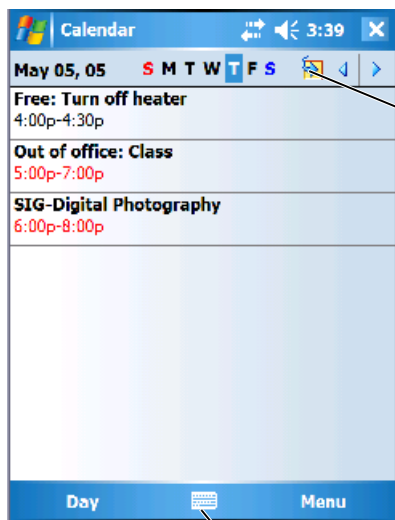 Calendar 3:39
May 05, 05 S M T W T F S
Free: Turn off heater
4:00p-4:30p
Out of office: Class
5:00p-7:00p
SIG-Digital Photography
6:00p-8:00p
Day Menu